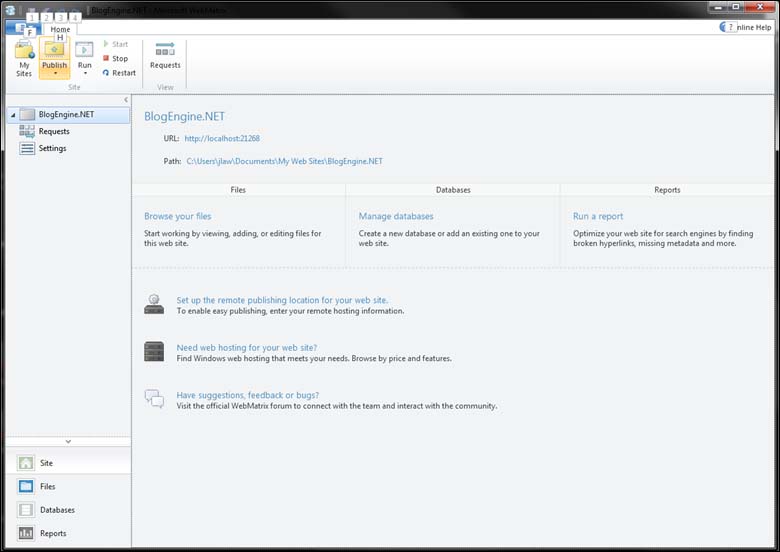 BlogEngine.NET - Microsoft WebMatrix
1 2 3 4
F
Home
H
? nline Help
My Sites
Publish
Run
Start
Stop
Restart
Requests
Site
View
BlogEngine.NET
Requests
Settings
BlogEngine.NET
URL: http://localhost:21268
Path: C:\Users\jlaw\Documents\My Web Sites\BlogEngine.NET
Files Databases Reports
Browse your files
Start working by viewing, adding, or editing files for
this web site.
Manage databases
Create a new database or add an existing one to your
web site.
Run a report
Optimize your web site for search engines by finding
broken hyperlinks, missing metadata and more.
Set up the remote publishing location for your web site.
To enable easy publishing, enter your remote hosting information.
Need web hosting for your web site?
Find Windows web hosting that meets your needs. Browse by price and features.
Have suggestions, feedback or bugs?
Visit the official WebMatrix forum to connect with the team and interact with the community.
Site
Files
Databases
Reports